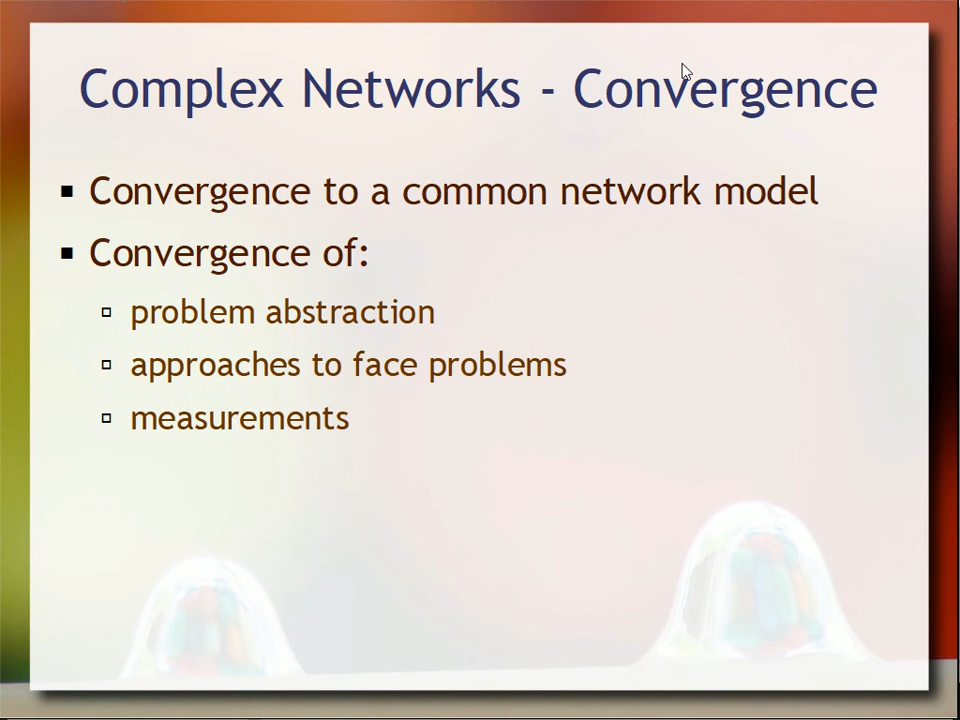 Complex Networks - Convergence
Convergence to a common network model
Convergence of:
problem abstraction
approaches to face problems
measurements